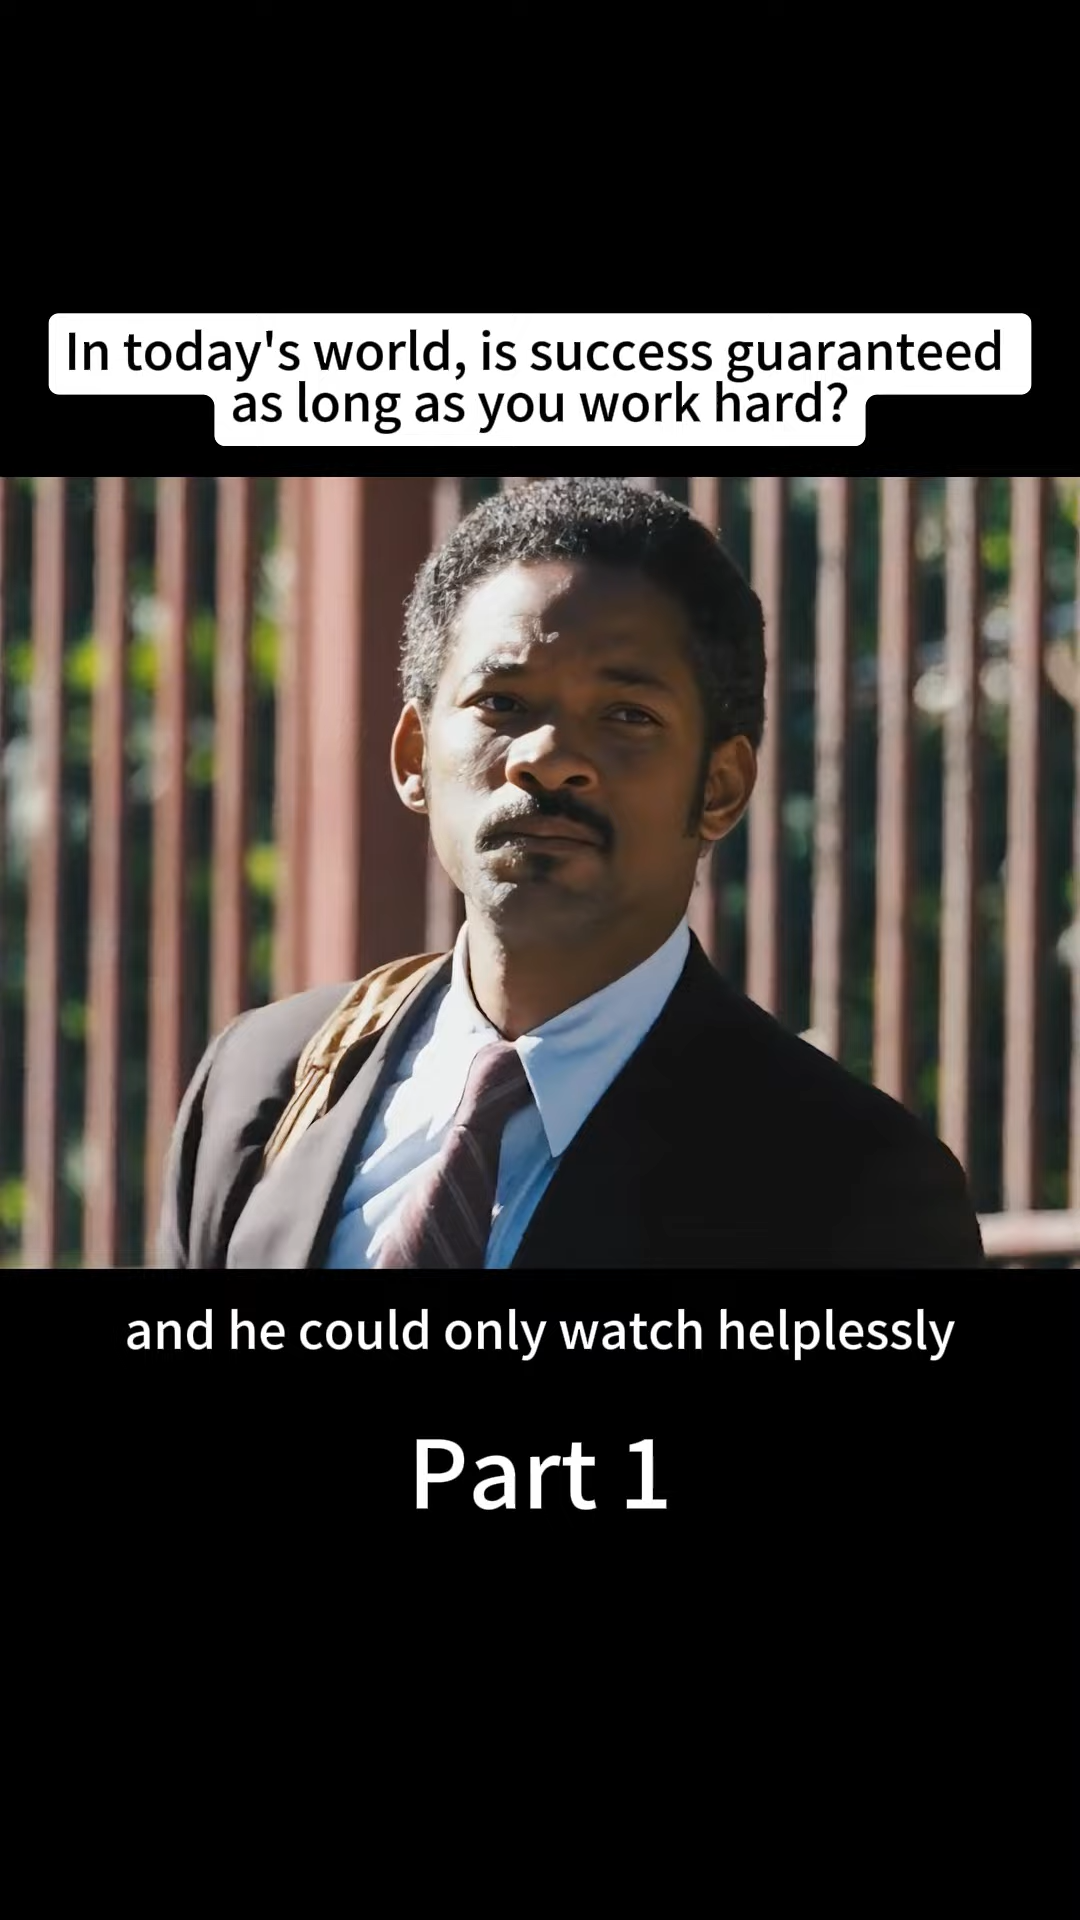 In today's world, is success guaranteed
as long as you work hard?
and he could only watch helplessly
Part 1